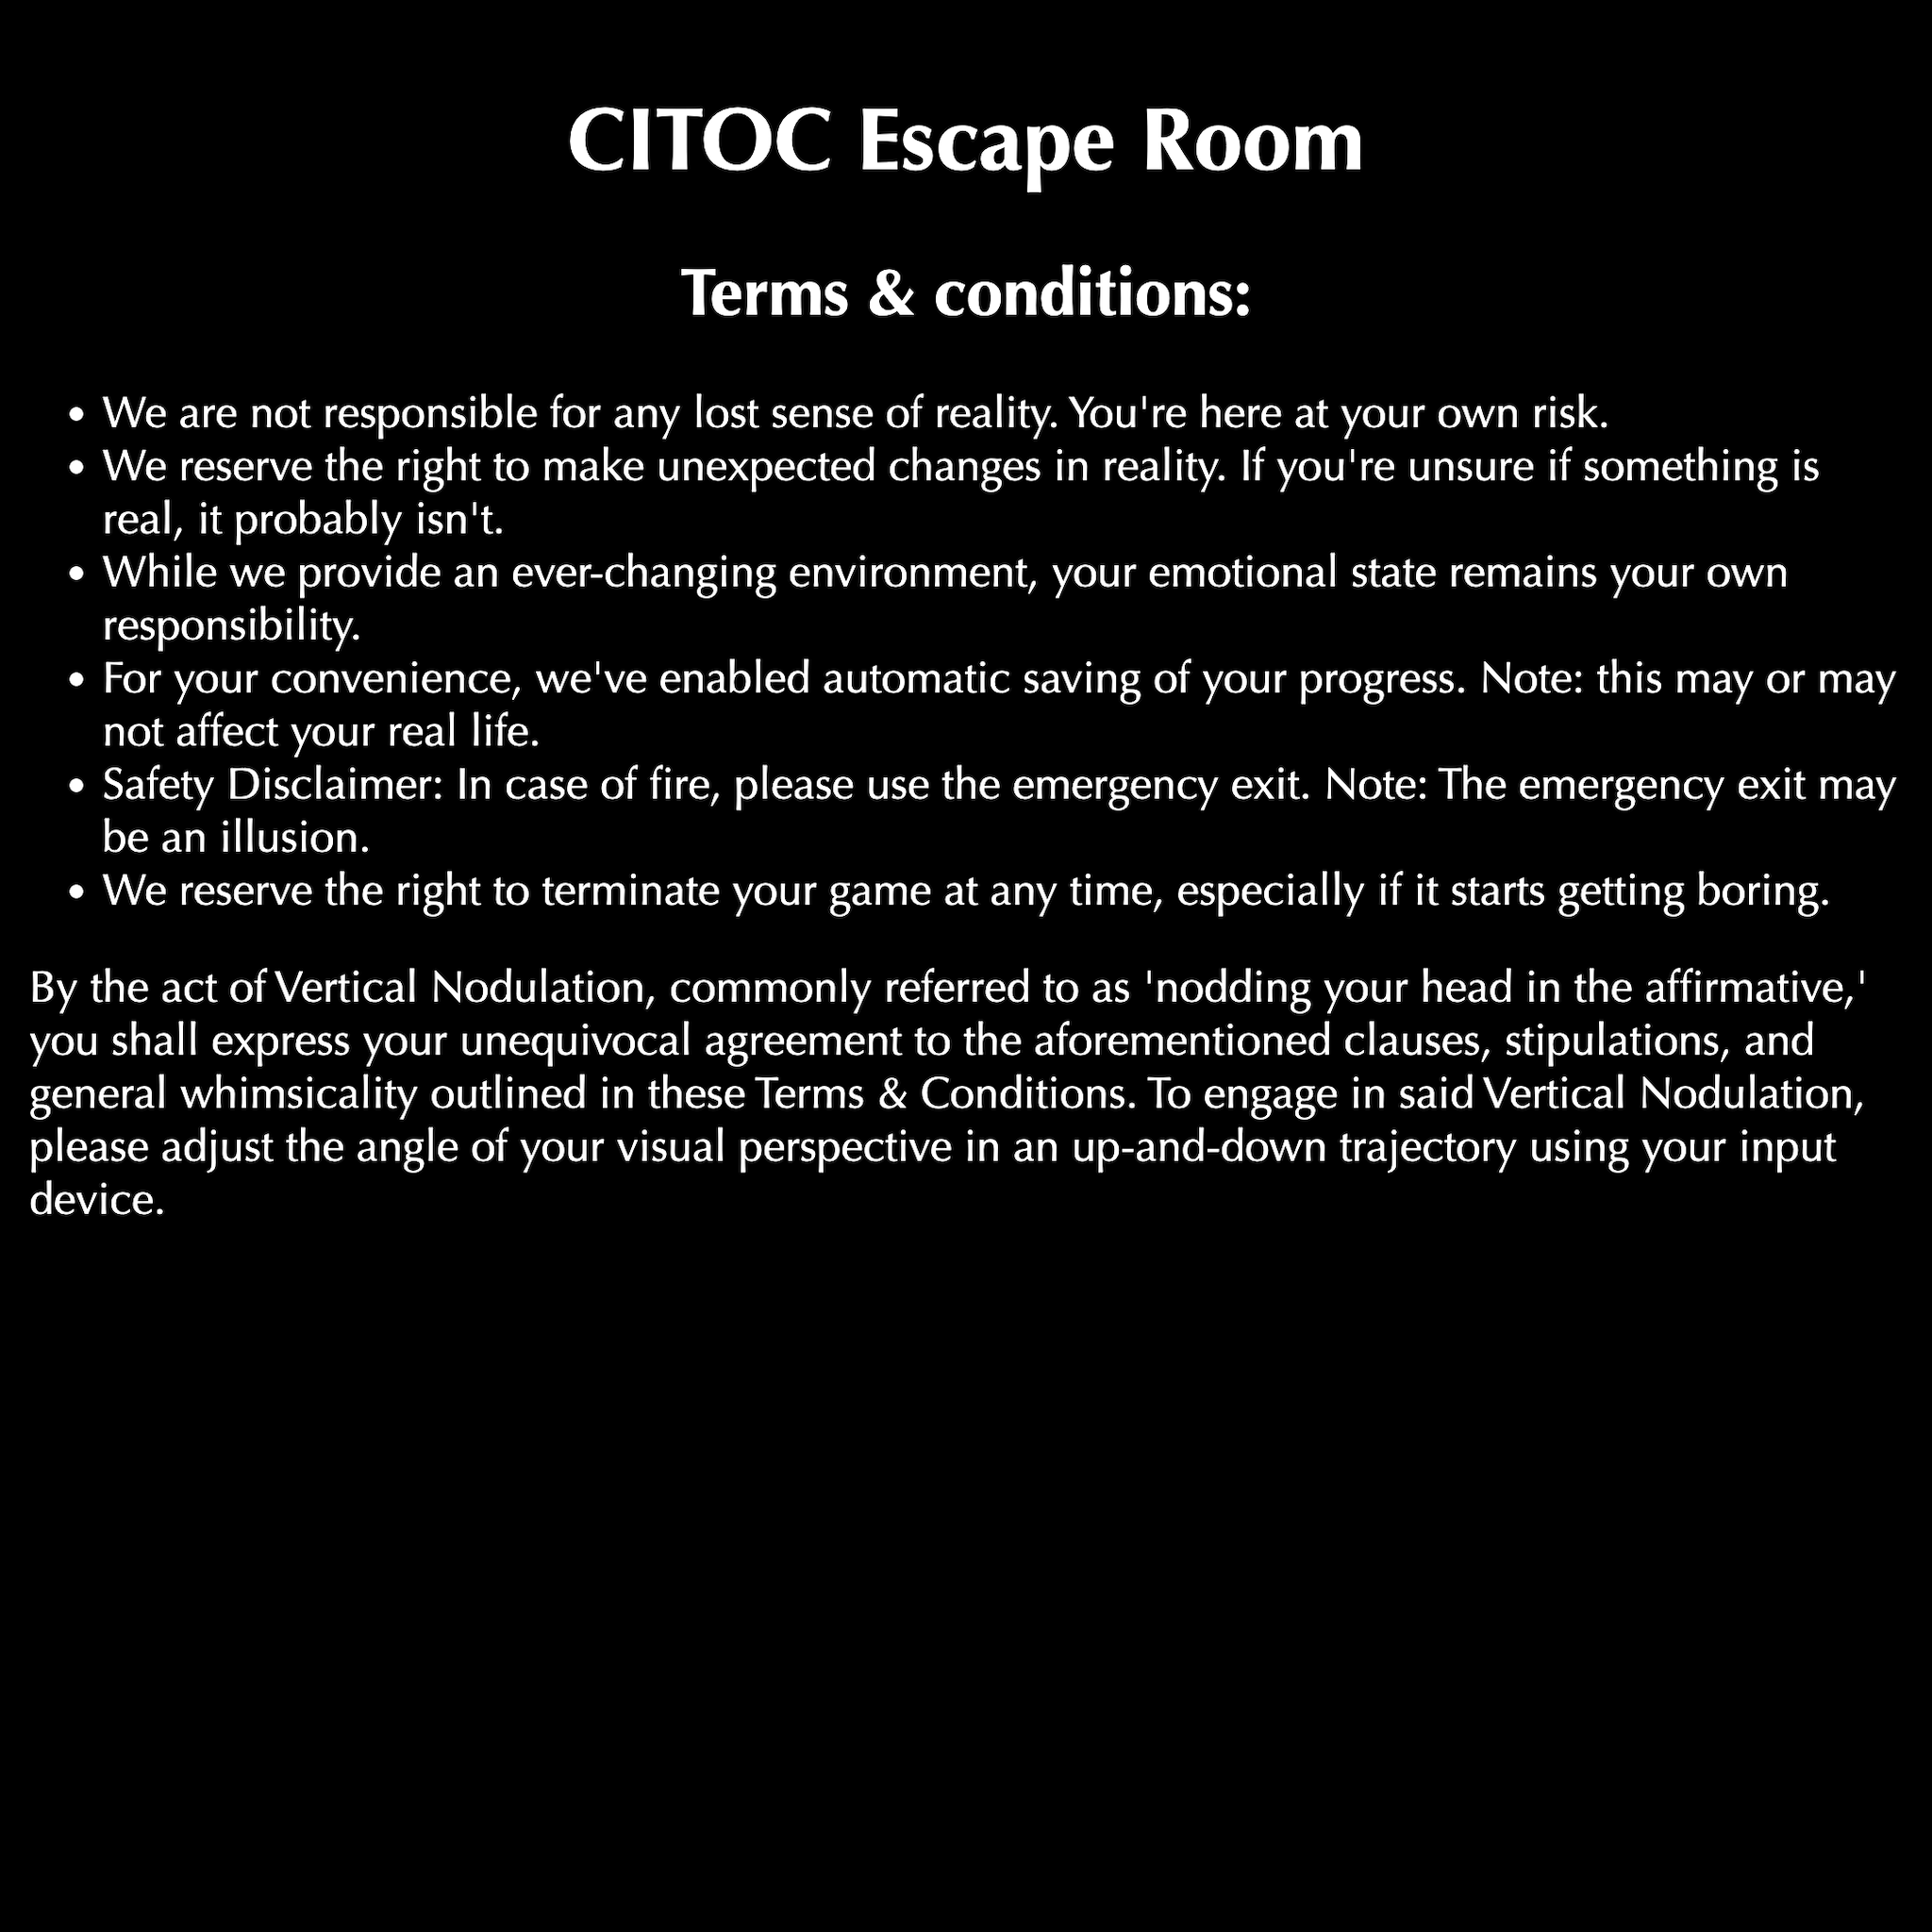 CITOC Escape Room
Terms & conditions:
• We are not responsible for any lost sense of reality. You're here at your own risk.
• We reserve the right to make unexpected changes in reality. If you're unsure if something is
real, it probably isn't.
• While we provide an ever-changing environment, your emotional state remains your own
responsibility.
• For your convenience, we've enabled automatic saving of your progress. Note: this may or may
not affect your real life.
• Safety Disclaimer: In case of fire, please use the emergency exit. Note: The emergency exit may
be an illusion.
• We reserve the right to terminate your game at any time, especially if it starts getting boring.
By the act of Vertical Nodulation, commonly referred to as 'nodding your head in the affirmative,'
you shall express your unequivocal agreement to the aforementioned clauses, stipulations, and
general whimsicality outlined in these Terms & Conditions. To engage in said Vertical Nodulation,
please adjust the angle of your visual perspective in an up-and-down trajectory using your input
device.